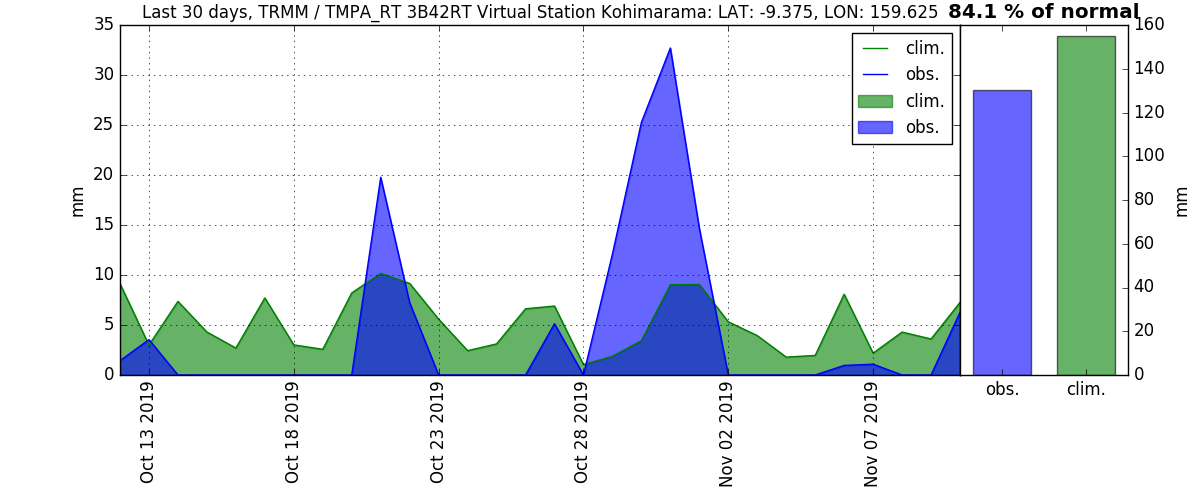 Last 30 days, TRMM / TMPA_RT 3B42RT Virtual Station Kohimarama: LAT: -9.375, LON: 159.625 84.1 % of normal
35
30
25
20
15
10
5
0
mm
clim.
obs.
clim.
obs.
160
140
120
100
80
60
40
20
0
mm
obs. clim.
Oct 13 2019
Oct 18 2019
Oct 23 2019
Oct 28 2019
Nov 02 2019
Nov 07 2019